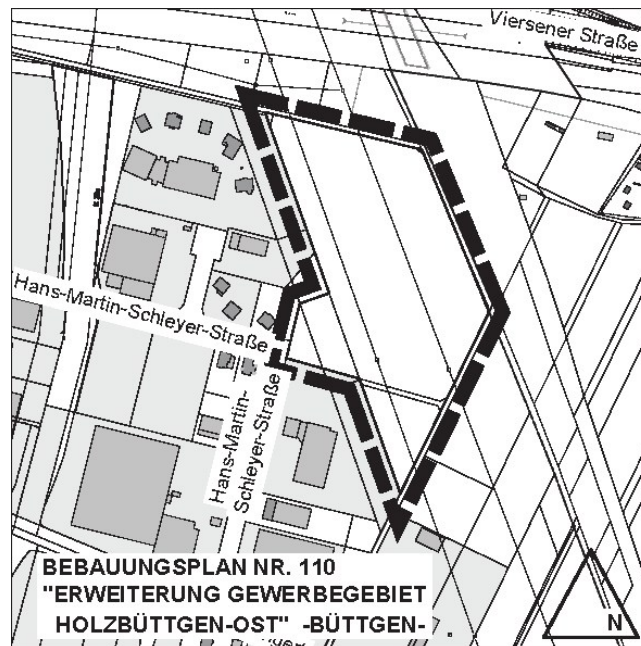 Viersener Straße
Hans-Martin-Schleyer-Straße
Hans-Martin-
Schleyer-Straße
BEBAUUNGSPLAN NR. 110
"ERWEITERUNG GEWERBEGEBIET
HOLZBÜTTGEN-OST" -BÜTTGEN-
N